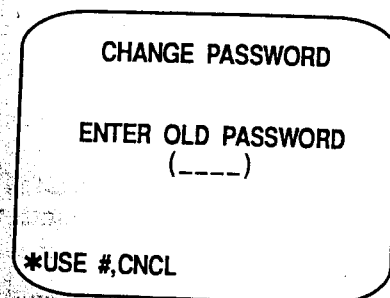 CHANGE PASSWORD
ENTER OLD PASSWORD
(____)
*USE #,CNCL